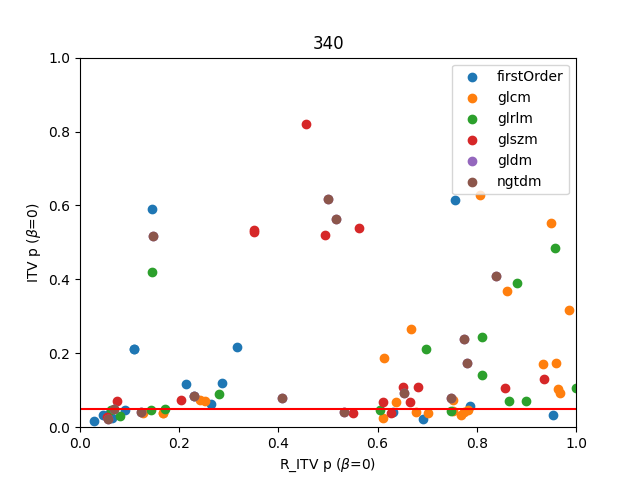 340
1.0
0.8
0.6
0.4
0.2
0.0
ITV p (β=0)
0.0 0.2 0.4 0.6 0.8 1.0
R_ITV p (β=0)
firstOrder
glcm
glrlm
glszm
gldm
ngtdm